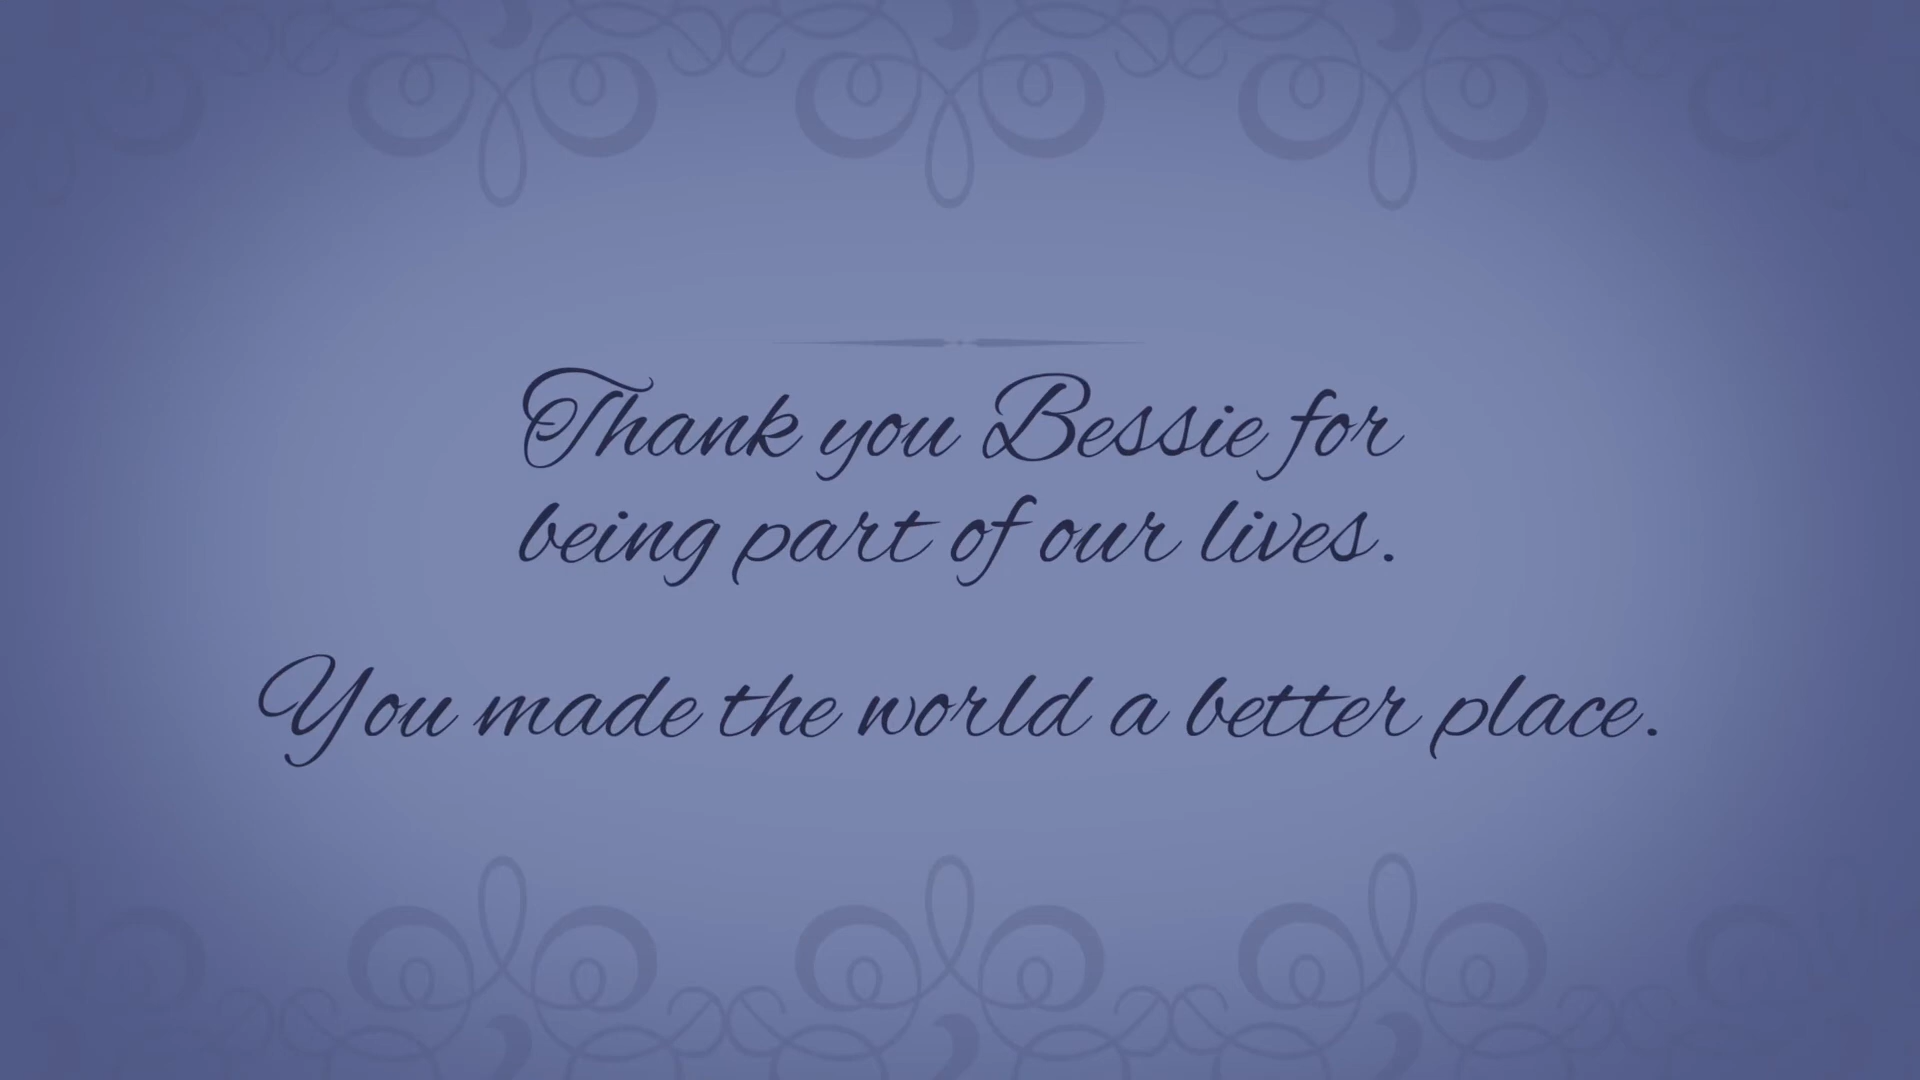 Thank you Bessie for
being part of our lives.
You made the world a better place.